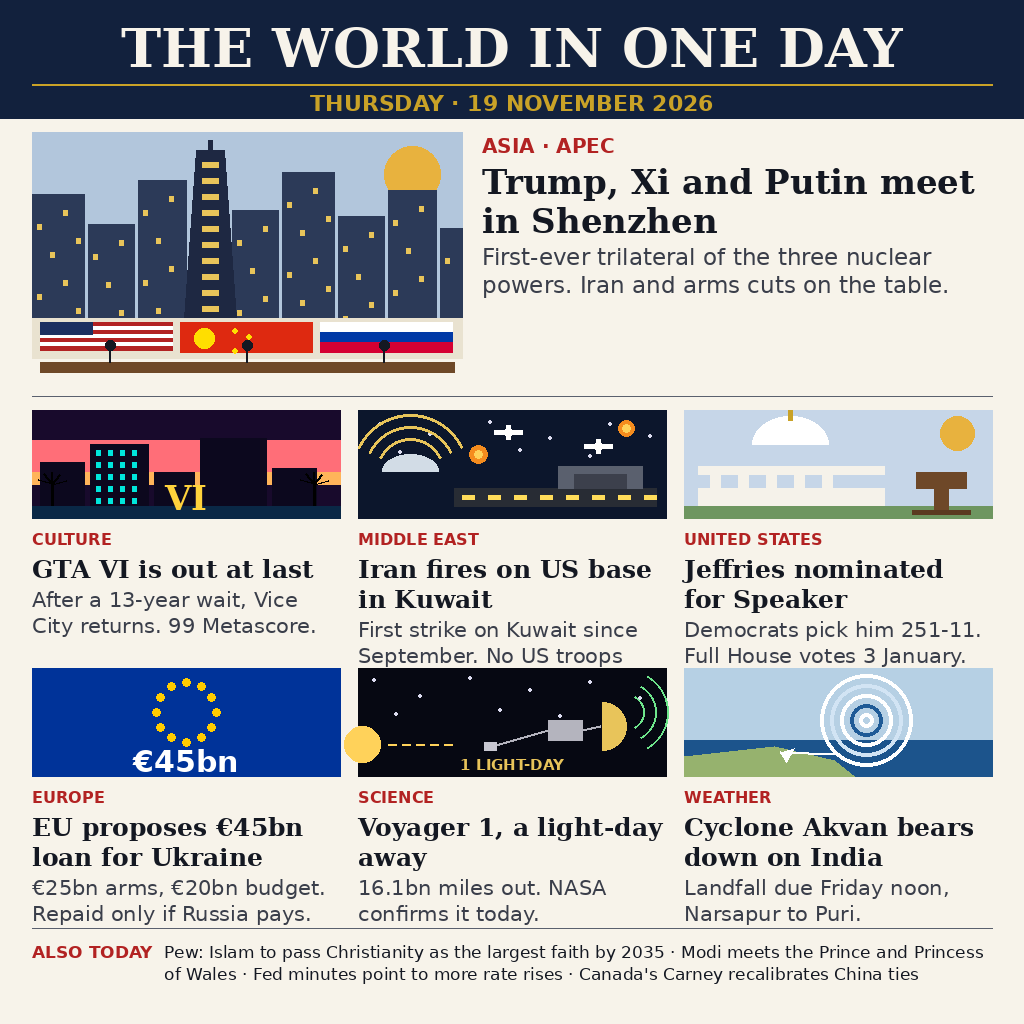 THE WORLD IN ONE DAY
THURSDAY · 19 NOVEMBER 2026
ASIA · APEC
Trump, Xi and Putin meet
in Shenzhen
First-ever trilateral of the three nuclear
powers. Iran and arms cuts on the table.
VI
CULTURE
GTA VI is out at last
After a 13-year wait, Vice
City returns. 99 Metascore.
MIDDLE EAST
Iran fires on US base
in Kuwait
First strike on Kuwait since
September. No US troops
UNITED STATES
Jeffries nominated
for Speaker
Democrats pick him 251-11.
Full House votes 3 January.
€45bn
EUROPE
EU proposes €45bn
loan for Ukraine
€25bn arms, €20bn budget.
Repaid only if Russia pays.
1 LIGHT-DAY
SCIENCE
Voyager 1, a light-day
away
16.1bn miles out. NASA
confirms it today.
WEATHER
Cyclone Akvan bears
down on India
Landfall due Friday noon,
Narsapur to Puri.
ALSO TODAY Pew: Islam to pass Christianity as the largest faith by 2035 · Modi meets the Prince and Princess
of Wales · Fed minutes point to more rate rises · Canada's Carney recalibrates China ties